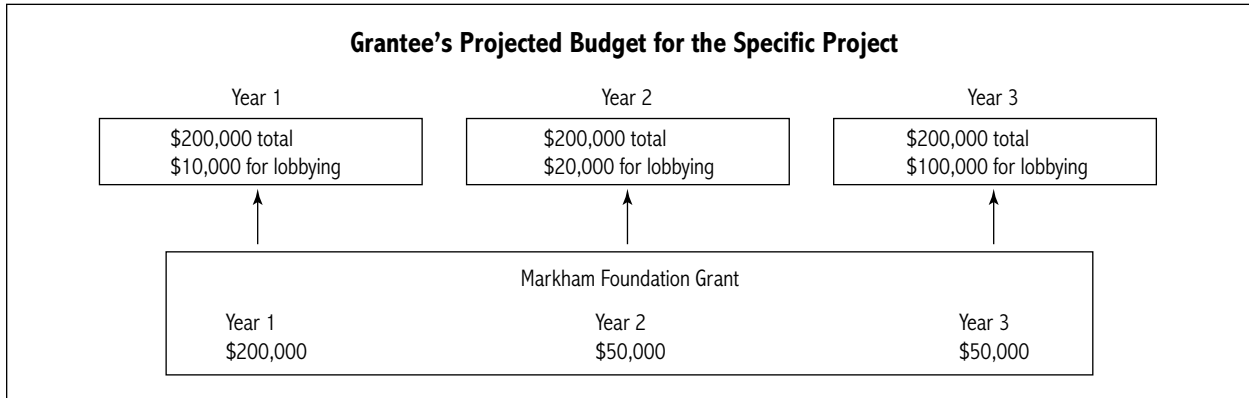 Grantee’s Projected Budget for the Specific Project
Year 1 Year 2 Year 3
$200,000 total $200,000 total $200,000 total
$10,000 for lobbying $20,000 for lobbying $100,000 for lobbying
Markham Foundation Grant
Year 1 Year 2 Year 3
$200,000 $50,000 $50,000